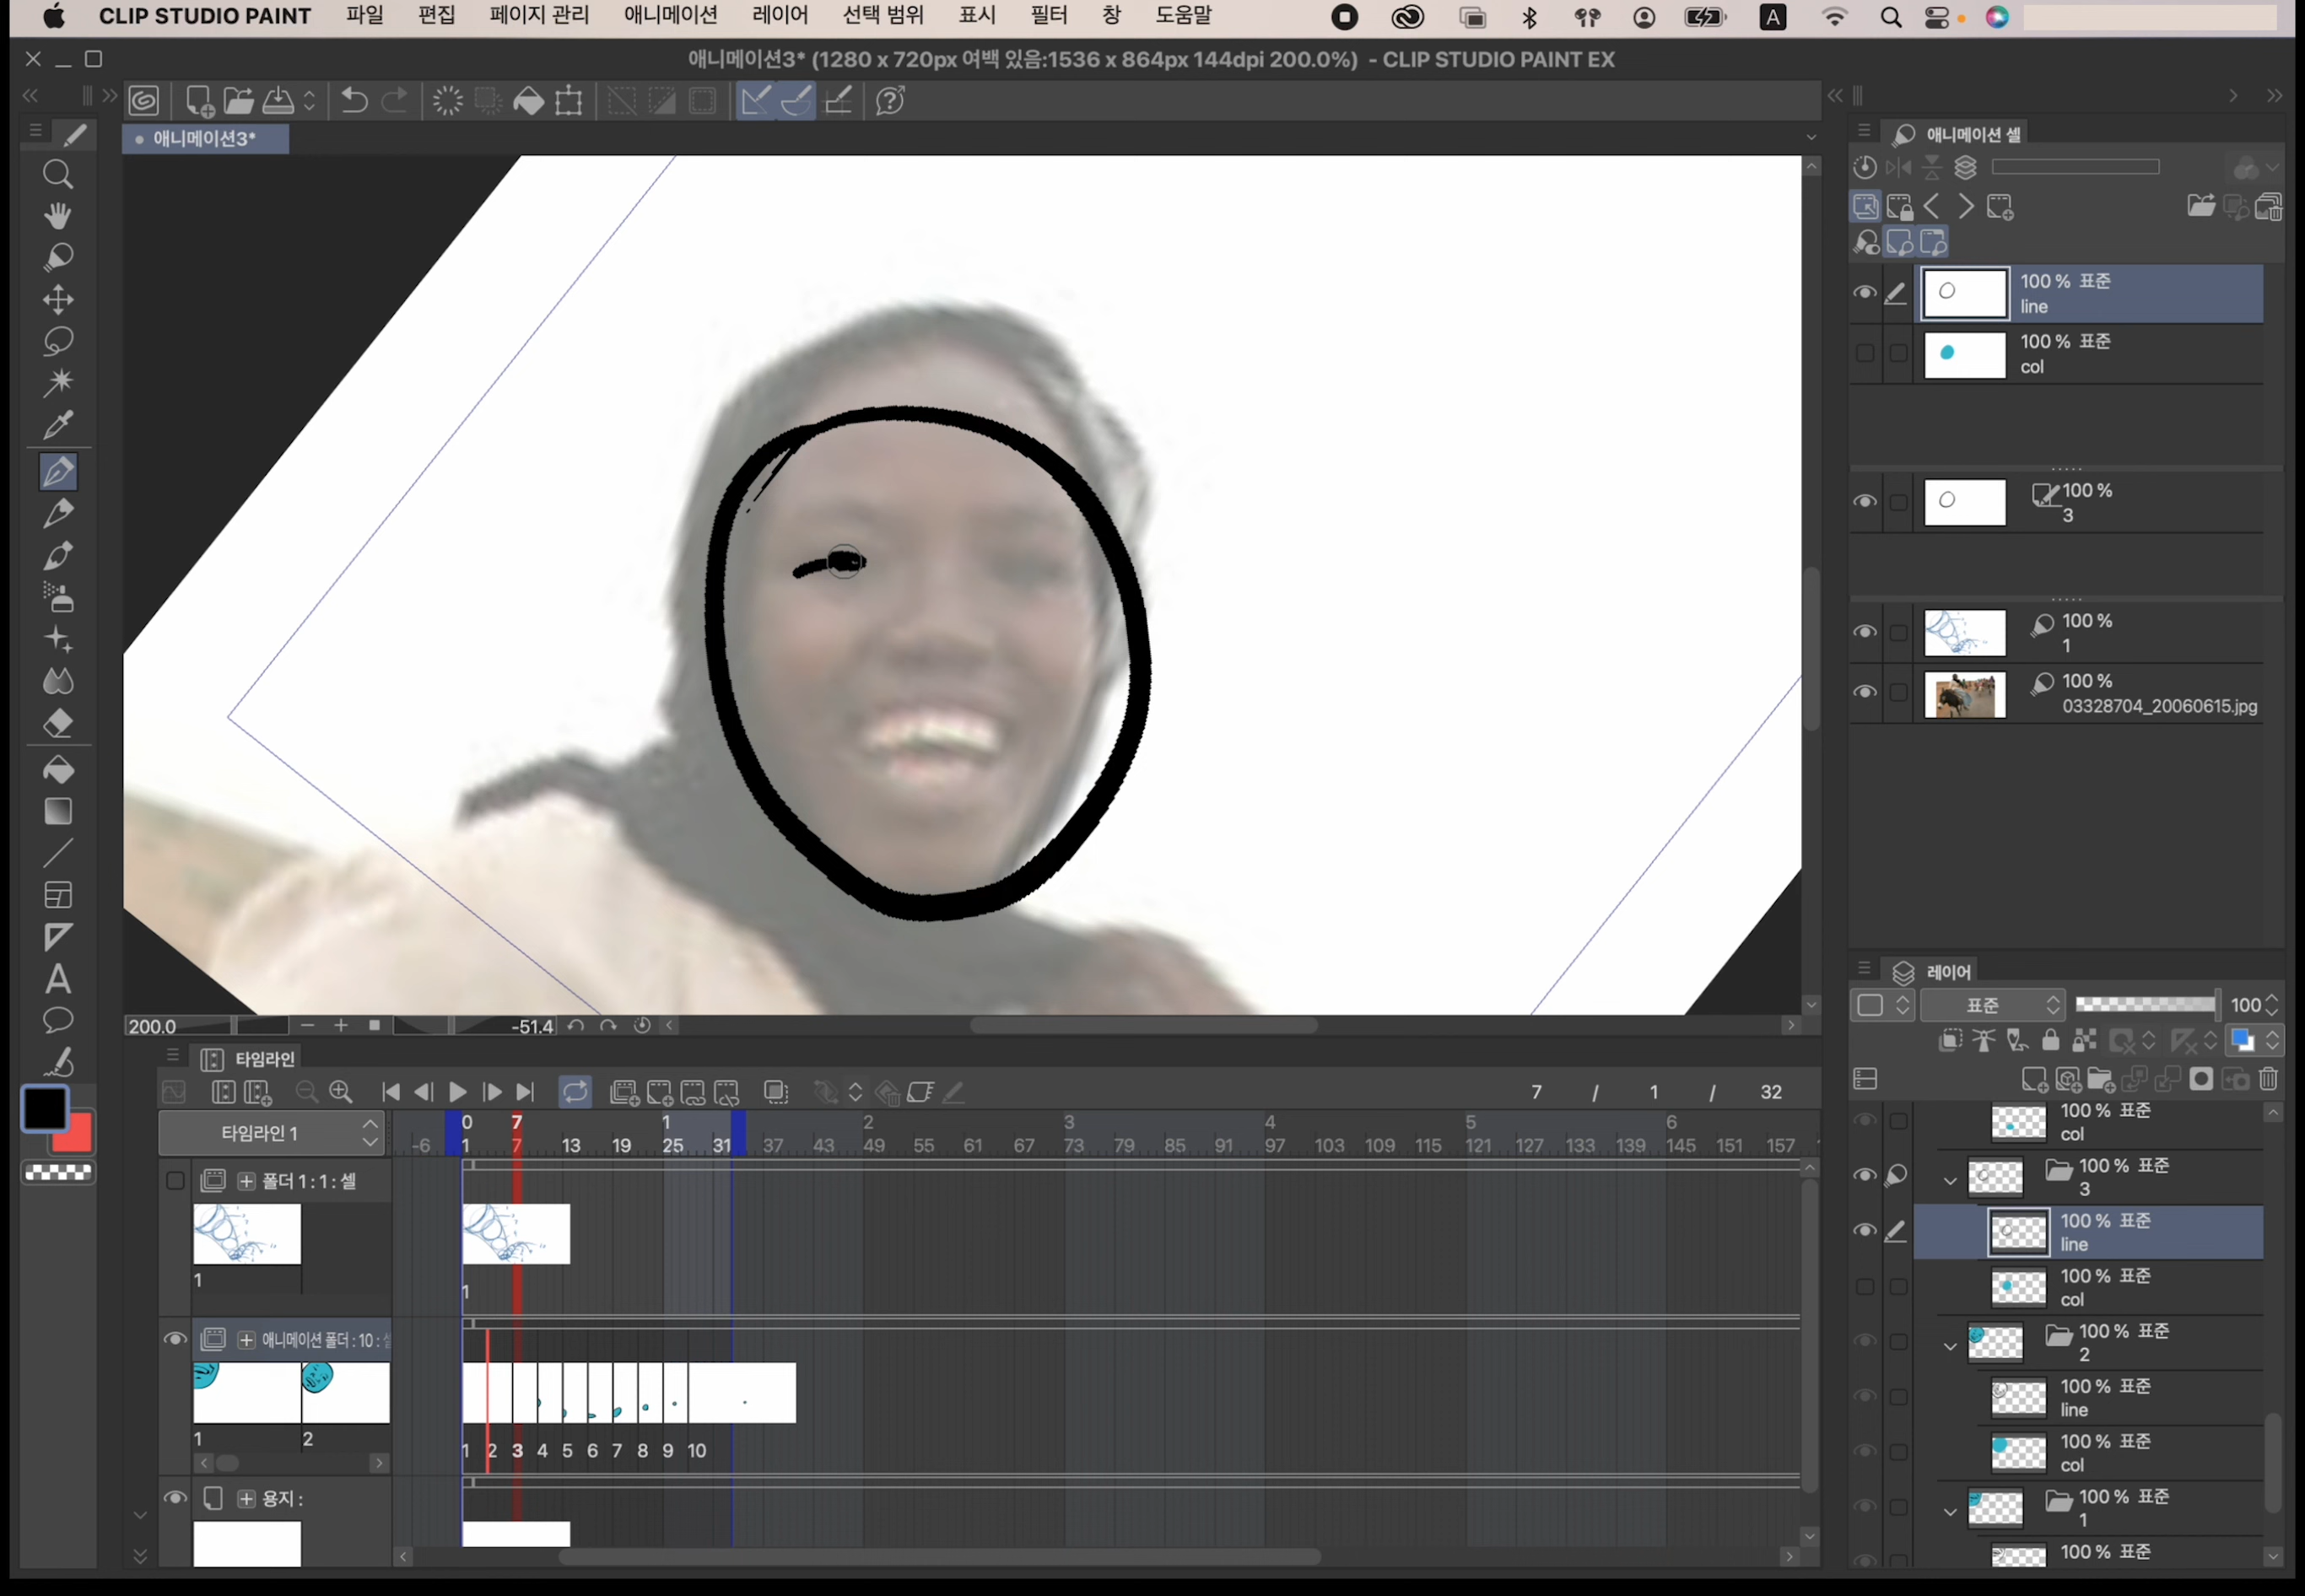 CLIP STUDIO PAINT 파일 편집 페이지 관리 애니메이션 레이어 선택 범위 표시 필터 창 도움말 A
애니메이션3* (1280 x 720px 여백 있음:1536 x 864px 144dpi 200.0%) - CLIP STUDIO PAINT EX
애니메이션3*
애니메이션 셀
100 % 표준
line
100 % 표준
col
100 %
3
100 %
1
100 %
03328704_20060615.jpg
A
200.0 -51.4
레이어
표준 100
100 % 표준
col
100 % 표준
3
100 % 표준
line
100 % 표준
col
100 % 표준
2
100 % 표준
line
100 % 표준
col
100 % 표준
1
100 % 표준
타임라인
7 / 1 / 32
타임라인 1
0 7 1 2 3 4 5 6
-6 1 7 13 19 25 31 37 43 49 55 61 67 73 79 85 91 97 103 109 115 121 127 133 139 145 151 157
폴더 1 : 1 : 셀
1 1
애니메이션 폴더 : 10 :
1 2 1 2 3 4 5 6 7 8 9 10
용지 :